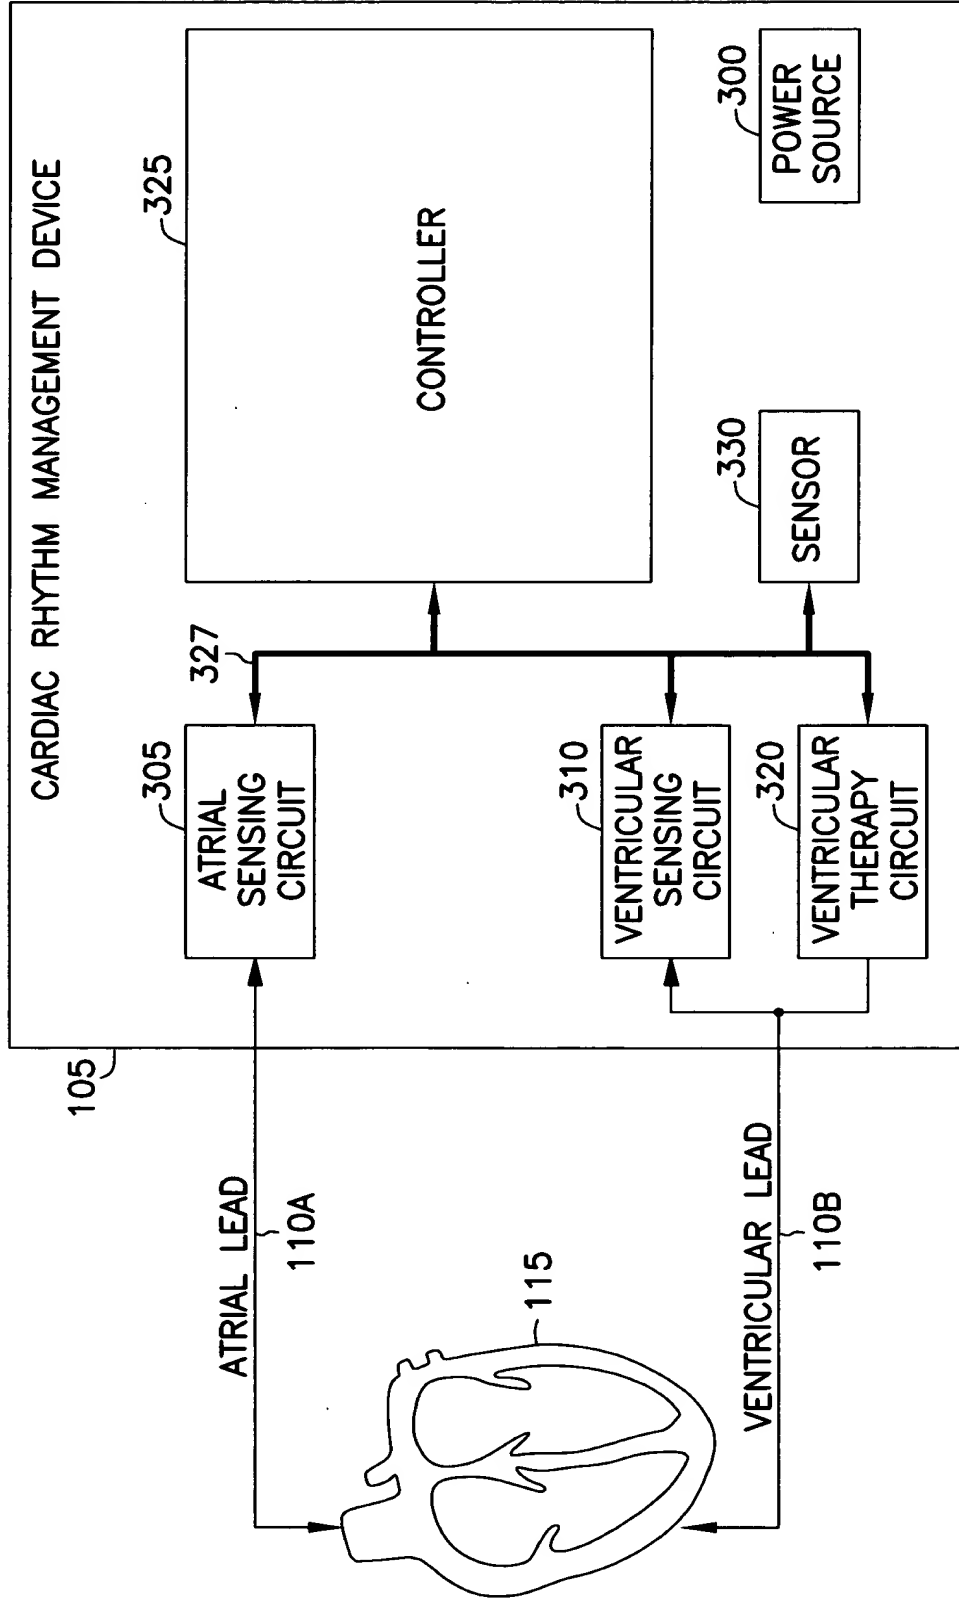 CARDIAC RHYTHM MANAGEMENT DEVICE
105
ATRIAL LEAD
110A
305
ATRIAL
SENSING
CIRCUIT
327
325
CONTROLLER
115
310
VENTRICULAR
SENSING
CIRCUIT
330
SENSOR
300
POWER
SOURCE
VENTRICULAR LEAD
110B
320
VENTRICULAR
THERAPY
CIRCUIT